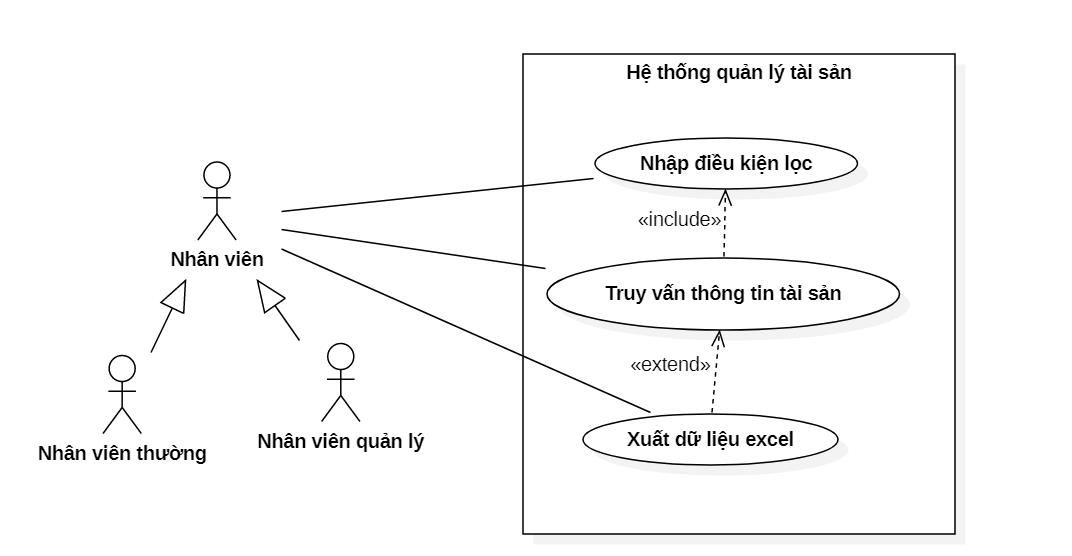 Hệ thống quản lý tài sản
Nhập điều kiện lọc
«include»
Nhân viên
Truy vấn thông tin tài sản
«extend»
Nhân viên thường
Nhân viên quản lý
Xuất dữ liệu excel